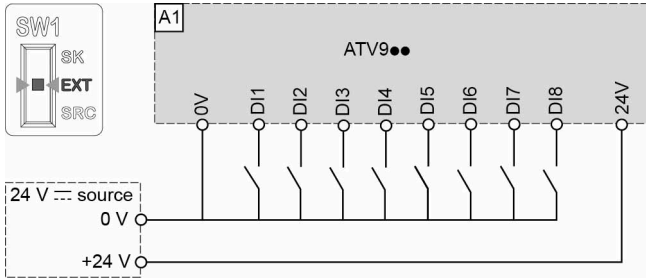 SW1
SK
EXT
SRC
A1
ATV9●●
0V
DI1
DI2
DI3
DI4
DI5
DI6
DI7
DI8
24V
24 V ⎓ source
0 V
+24 V